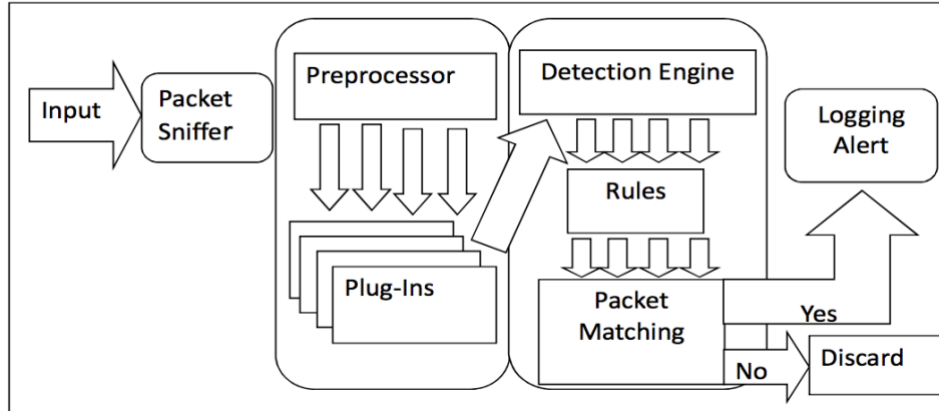 Input
Packet
Sniffer
Preprocessor
Plug-Ins
Detection Engine
Rules
Packet
Matching
Yes
No
Logging
Alert
Discard